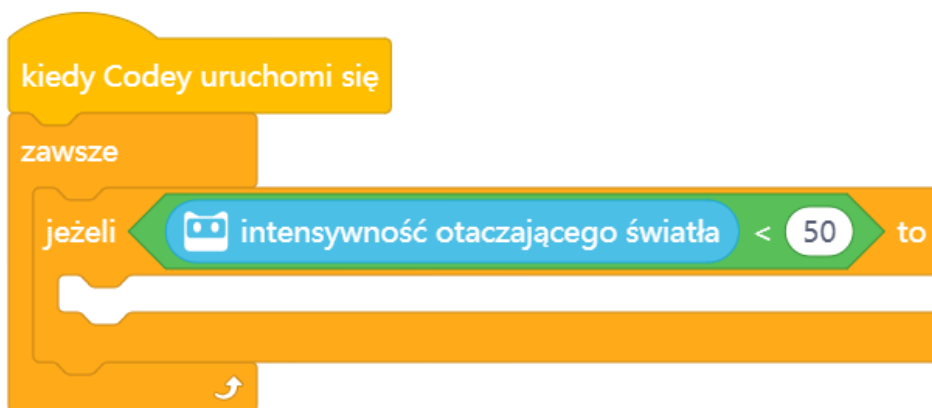 kiedy Codey uruchomi się
zawsze
jeżeli intensywność otaczającego światła < 50 to